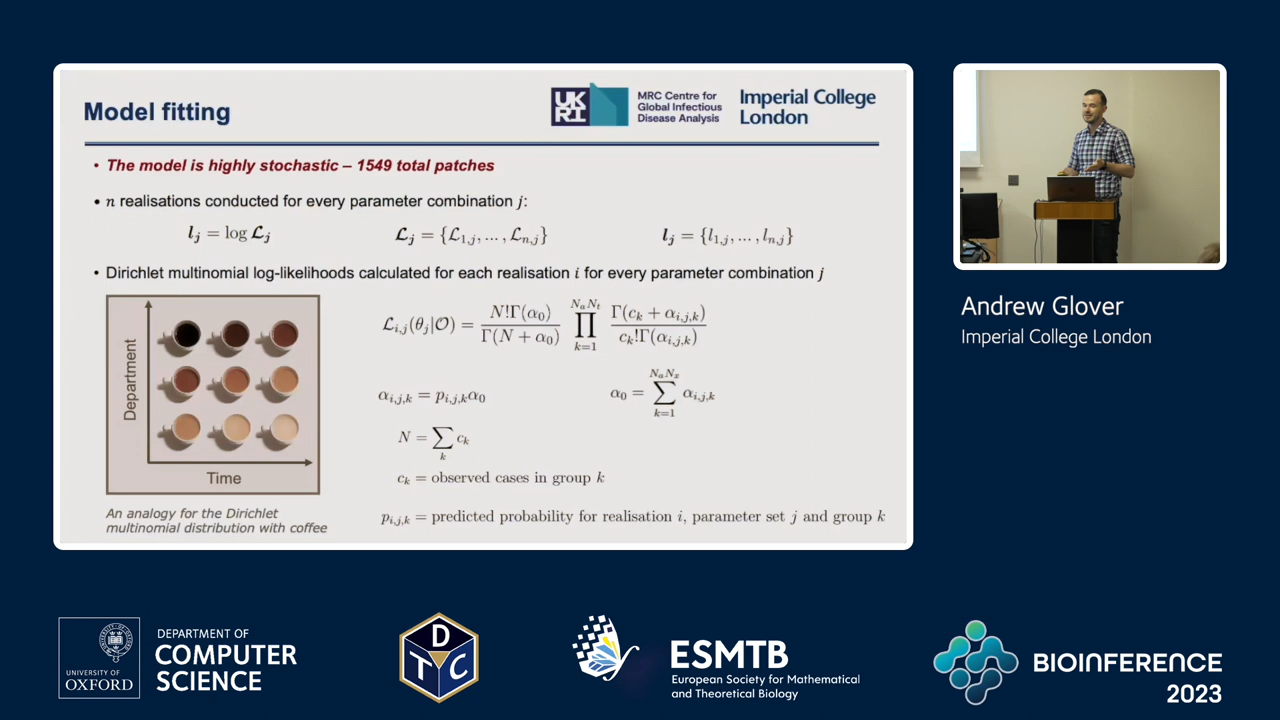 Model fitting
UK
RI
MRC Centre for
Global Infectious
Disease Analysis
Imperial College
London
• The model is highly stochastic – 1549 total patches
• n realisations conducted for every parameter combination j:
l_j = log 𝓛_j
𝓛_j = {𝓛_{1,j}, … , 𝓛_{n,j}}
l_j = {l_{1,j}, … , l_{n,j}}
• Dirichlet multinomial log-likelihoods calculated for each realisation i for every parameter combination j
Department
Time
An analogy for the Dirichlet
multinomial distribution with coffee
𝓛_{i,j}(θ_j|𝒪) = \frac{N!Γ(α_0)}{Γ(N + α_0)} ∏_{k=1}^{N_a N_t} \frac{Γ(c_k + α_{i,j,k})}{c_k!Γ(α_{i,j,k})}
α_{i,j,k} = p_{i,j,k}α_0
α_0 = ∑_{k=1}^{N_a N_x} α_{i,j,k}
N = ∑_k c_k
c_k = observed cases in group k
p_{i,j,k} = predicted probability for realisation i, parameter set j and group k
Andrew Glover
Imperial College London
UNIVERSITY OF
OXFORD
DEPARTMENT OF
COMPUTER
SCIENCE
D
T C
ESMTB
European Society for Mathematical
and Theoretical Biology
BIOINFERENCE
2023